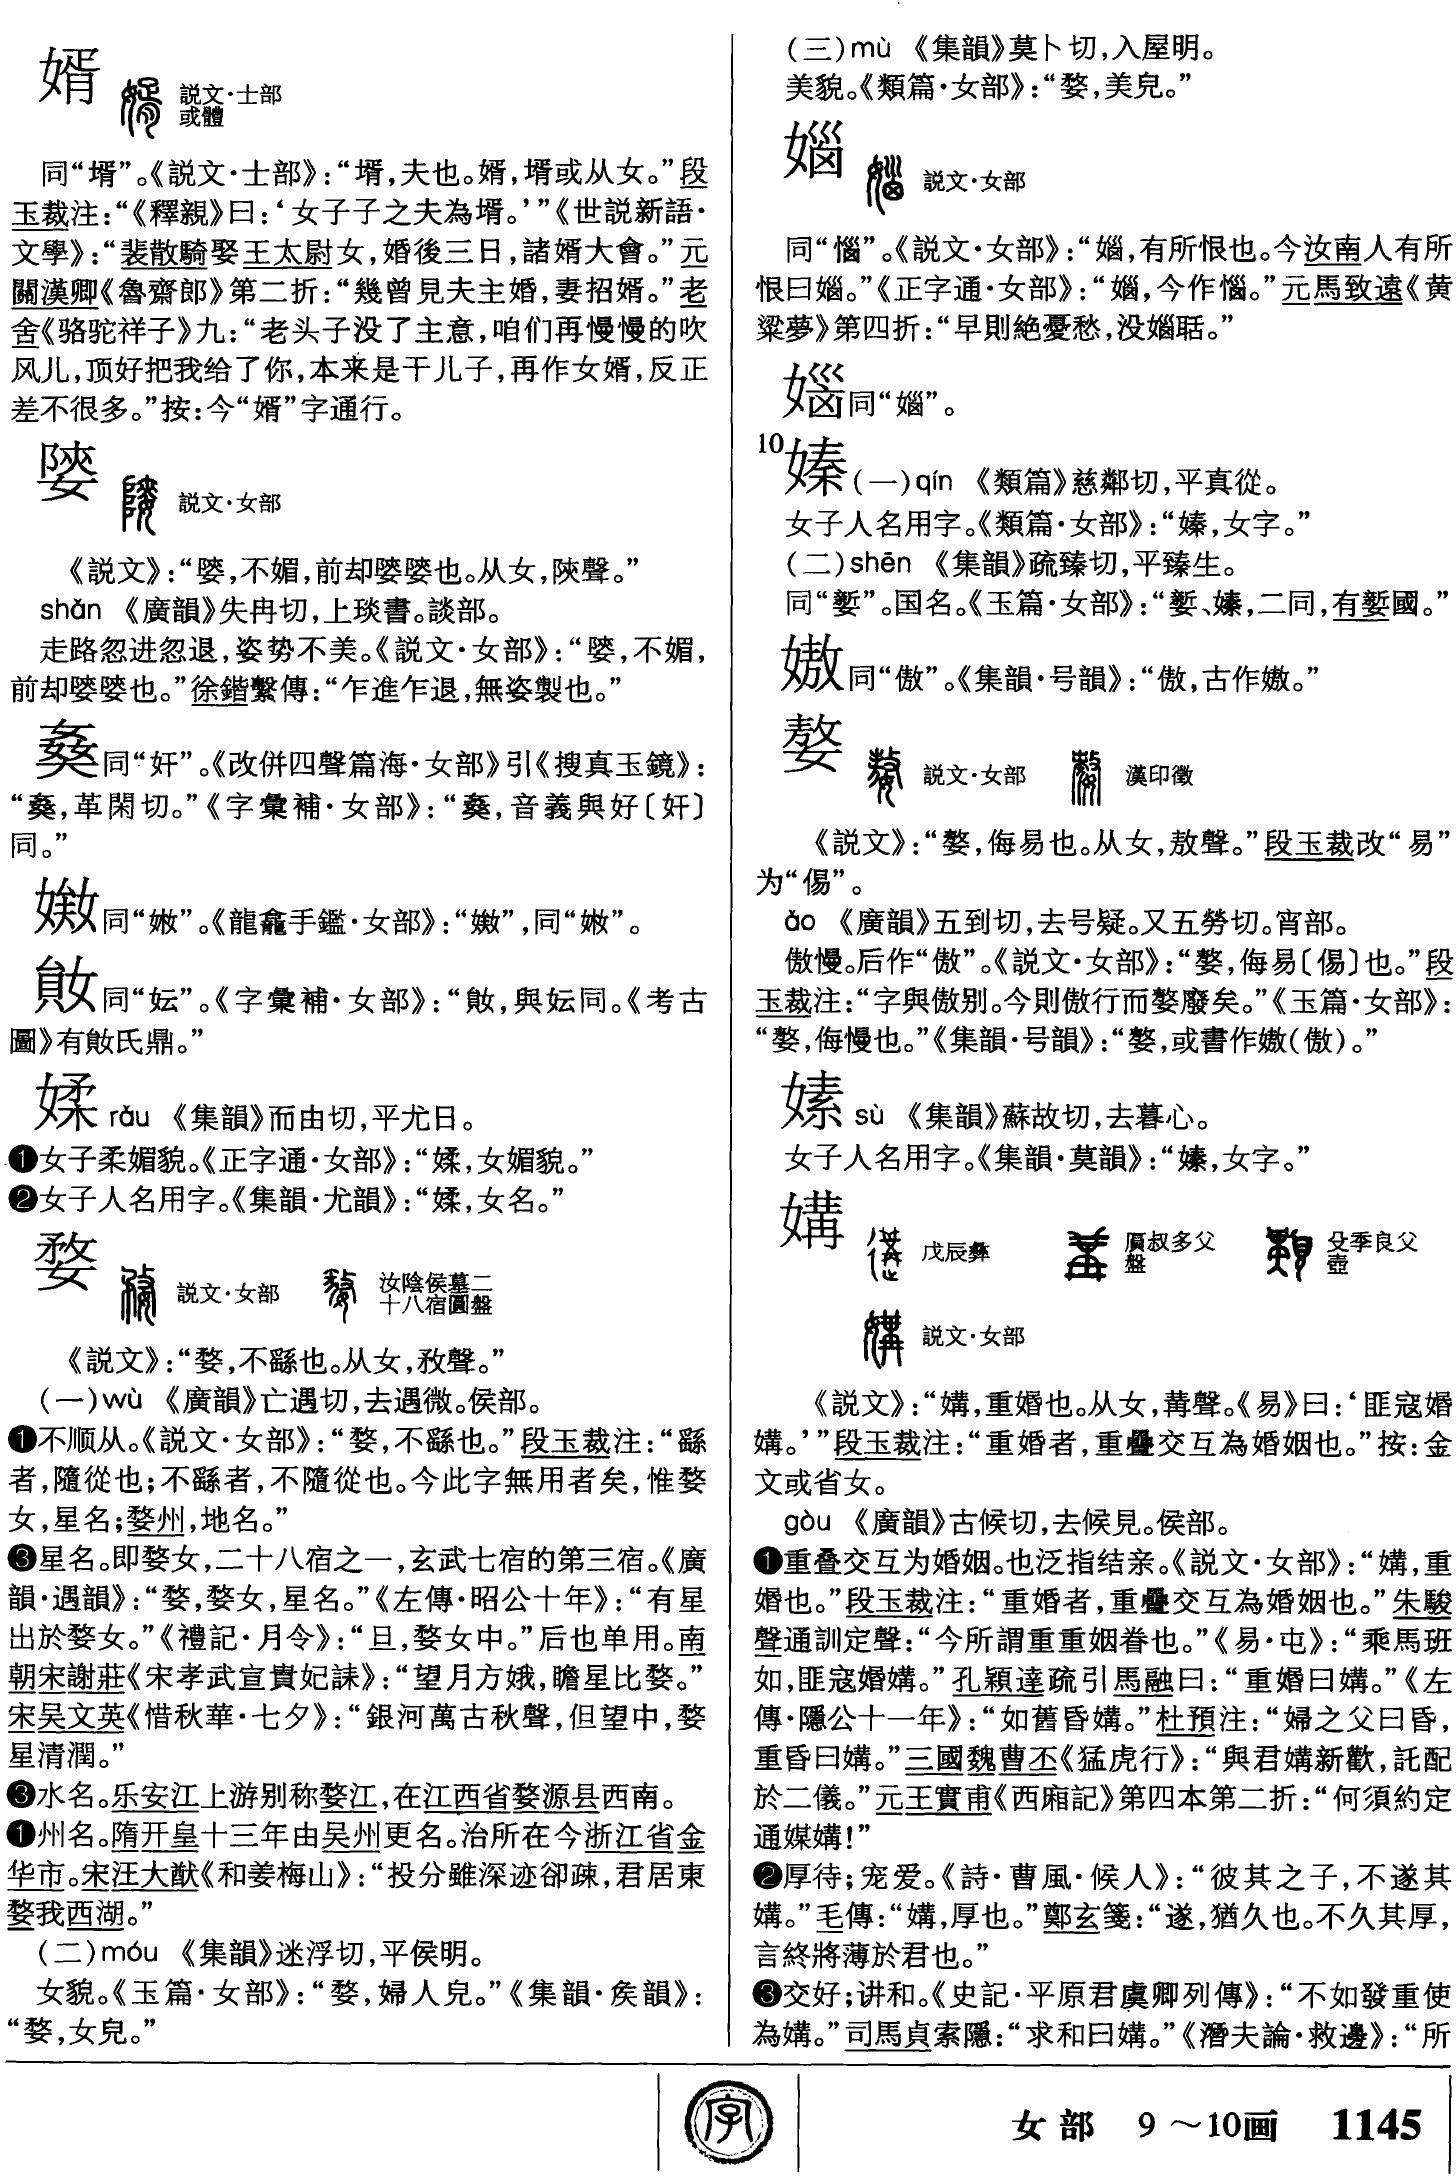 婿
説文·士部
或體
同“壻”。《説文·士部》：“壻，夫也。婿，壻或从女。”段
玉裁注：“《釋親》曰：‘女子子之夫為壻。’”《世説新語·
文學》：“裴散騎娶王太尉女，婚後三日，諸婿大會。”元
關漢卿《魯齋郎》第二折：“幾曾見夫主婚，妻招婿。”老
舍《骆驼祥子》九：“老头子没了主意，咱们再慢慢的吹
风儿，顶好把我给了你，本来是干儿子，再作女婿，反正
差不很多。”按：今“婿”字通行。
媻
説文·女部
《説文》：“，不媚，前却也。从女，陝聲。”
shǎn 《廣韻》失冉切，上琰書。談部。
走路忽进忽退，姿势不美。《説文·女部》：“，不媚，
前却也。”徐鍇繫傳：“乍進乍退，無姿製也。”
同“奸”。《改併四聲篇海·女部》引《搜真玉鏡》：
“，革閑切。”《字彙補·女部》：“，音義與好〔奸〕
同。”
同“媺”。《龍龕手鑑·女部》：“”，同“”。
同“妘”。《字彙補·女部》：“，與妘同。《考古
圖》有氏鼎。”
媃 rǒu 《集韻》而由切，平尤日。
❶女子柔媚貌。《正字通·女部》：“媃，女媚貌。”
❷女子人名用字。《集韻·尤韻》：“媃，女名。”
婺
説文·女部
汝陰侯墓二
十八宿圓盤
《説文》：“婺，不繇也。从女，敄聲。”
(一)wù 《廣韻》亡遇切，去遇微。侯部。
❶不顺从。《説文·女部》：“婺，不繇也。”段玉裁注：“繇
者，隨從也；不繇者，不隨從也。今此字無用者矣，惟婺
女，星名；婺州，地名。”
❸星名。即婺女，二十八宿之一，玄武七宿的第三宿。《廣
韻·遇韻》：“婺，婺女，星名。”《左傳·昭公十年》：“有星
出於婺女。”《禮記·月令》：“旦，婺女中。”后也单用。南
朝宋謝莊《宋孝武宣貴妃誄》：“望月方娥，瞻星比婺。”
宋吴文英《惜秋華·七夕》：“銀河萬古秋聲，但望中，婺
星清潤。”
❸水名。乐安江上游别称婺江，在江西省婺源县西南。
❶州名。隋开皇十三年由吴州更名。治所在今浙江省金
华市。宋汪大猷《和姜梅山》：“投分雖深迹卻疎，君居東
婺我西湖。”
(二)móu 《集韻》迷浮切，平侯明。
女貌。《玉篇·女部》：“婺，婦人皃。”《集韻·矦韻》：
“婺，女皃。”
(三)mù 《集韻》莫卜切，入屋明。
美貌。《類篇·女部》：“婺，美皃。”
㛴
説文·女部
同“惱”。《説文·女部》：“，有所恨也。今汝南人有所
恨曰。”《正字通·女部》：“，今作惱。”元馬致遠《黄
粱夢》第四折：“早則絶憂愁，没聒。”
同“”。
10
嫀 (一)qín 《類篇》慈鄰切，平真從。
女子人名用字。《類篇·女部》：“嫀，女字。”
(二)shēn 《集韻》疏臻切，平臻生。
同“㜪”。国名。《玉篇·女部》：“、嫀，二同，有國。”
嫯同“傲”。《集韻·号韻》：“傲，古作。”
嫯
説文·女部
漢印徵
《説文》：“嫯，侮易也。从女，敖聲。”段玉裁改“易”
为“傷”。
ào 《廣韻》五到切，去号疑。又五勞切。宵部。
傲慢。后作“傲”。《説文·女部》：“嫯，侮易〔傷〕也。”段
玉裁注：“字與傲别。今則傲行而嫯廢矣。”《玉篇·女部》：
“嫯，侮慢也。”《集韻·号韻》：“嫯，或書作(傲)。”
嫊 sù 《集韻》蘇故切，去暮心。
女子人名用字。《集韻·莫韻》：“嫊，女字。”
媾
戊辰彝
叔多父
盤
殳季良父
壺
説文·女部
《説文》：“媾，重婚也。从女，冓聲。《易》曰：‘匪寇婚
媾。’”段玉裁注：“重婚者，重疊交互為婚姻也。”按：金
文或省女。
gòu 《廣韻》古候切，去候見。侯部。
❶重叠交互为婚姻。也泛指结亲。《説文·女部》：“媾，重
婚也。”段玉裁注：“重婚者，重疊交互為婚姻也。”朱駿
聲通訓定聲：“今所謂重重姻眷也。”《易·屯》：“乘馬班
如，匪寇婚媾。”孔穎達疏引馬融曰：“重婚曰媾。”《左
傳·隱公十一年》：“如舊昏媾。”杜預注：“婦之父曰昏，
重昏曰媾。”三國魏曹丕《猛虎行》：“與君媾新歡，託配
於二儀。”元王實甫《西廂記》第四本第二折：“何須約定
通媒媾！”
❷厚待；宠爱。《詩·曹風·候人》：“彼其之子，不遂其
媾。”毛傳：“媾，厚也。”鄭玄箋：“遂，猶久也。不久其厚，
言終將薄於君也。”
❸交好；讲和。《史記·平原君虞卿列傳》：“不如發重使
為媾。”司馬貞索隱：“求和曰媾。”《潛夫論·救邊》：“所
字
女部 9～10画 1145